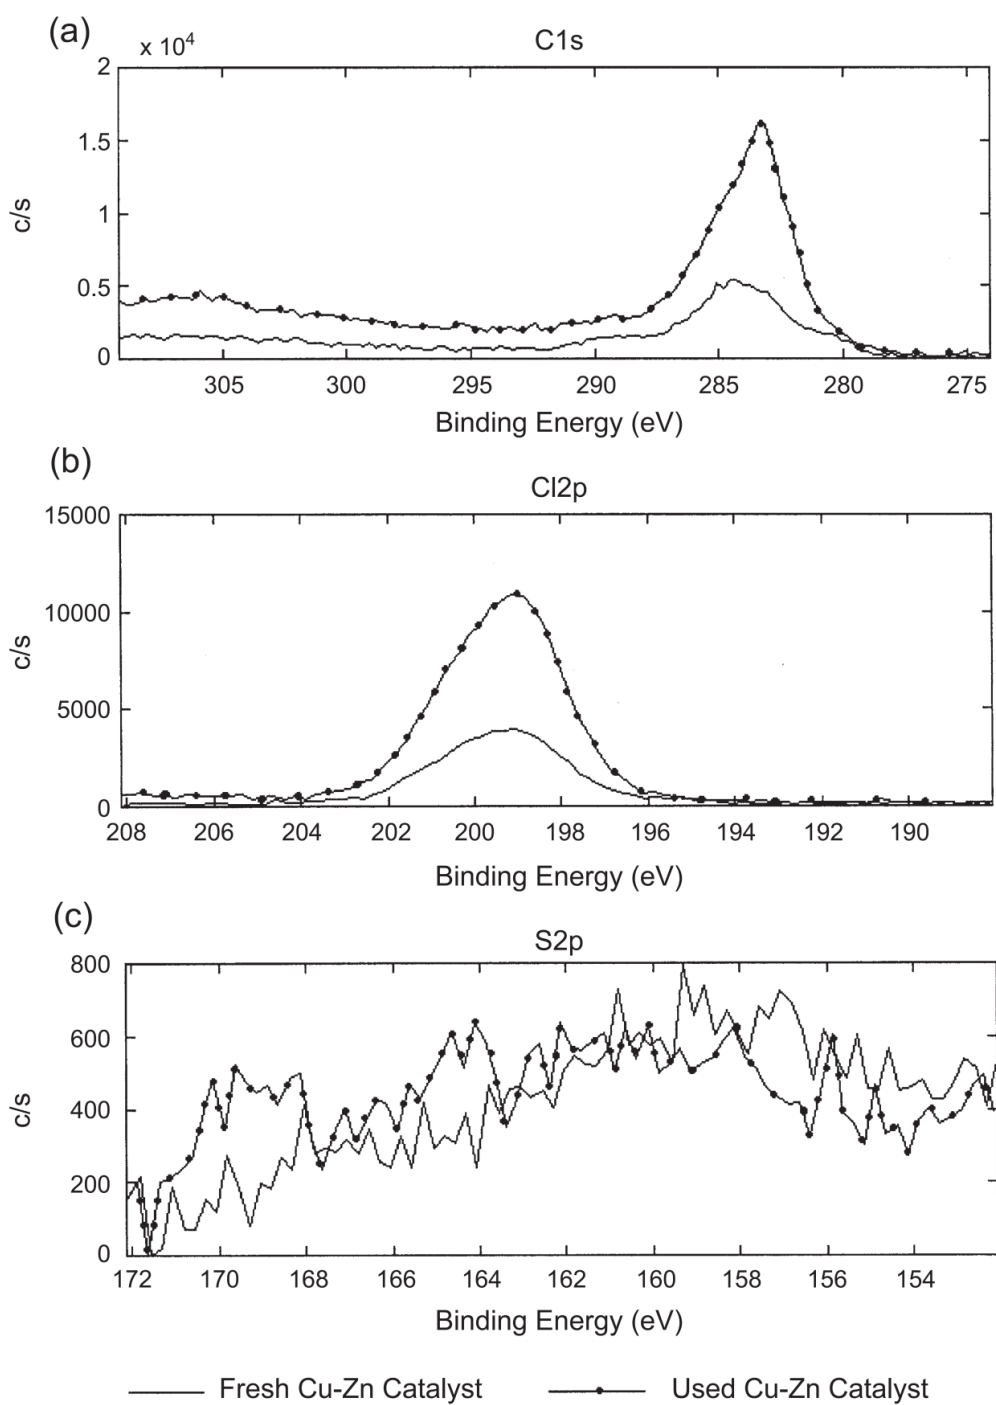 (a)
x 10⁴
C1s
2
1.5
1
0.5
0
c/s
305 300 295 290 285 280 275
Binding Energy (eV)
(b)
Cl2p
15000
10000
5000
0
c/s
208 206 204 202 200 198 196 194 192 190
Binding Energy (eV)
(c)
S2p
800
600
400
200
0
c/s
172 170 168 166 164 162 160 158 156 154
Binding Energy (eV)
Fresh Cu-Zn Catalyst Used Cu-Zn Catalyst